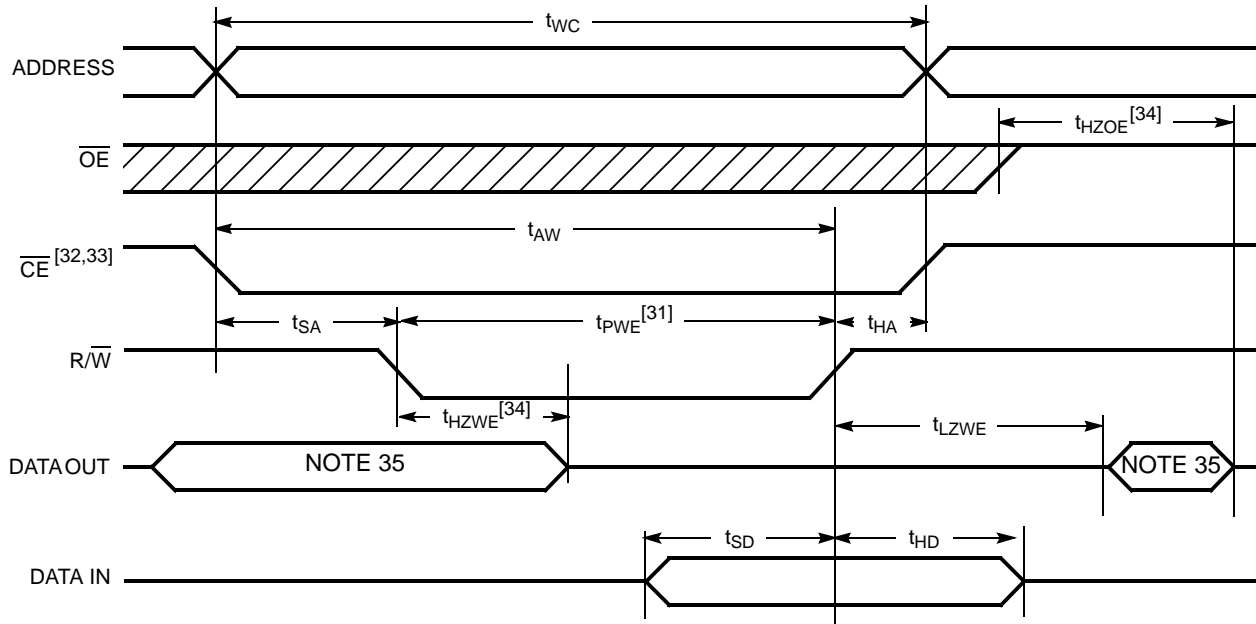 tWC
ADDRESS
tHZOE[34]
OE
tAW
CE [32,33]
tSA
tPWE[31]
tHA
R/W
tHZWE[34]
tLZWE
DATA OUT
NOTE 35
NOTE 35
tSD
tHD
DATA IN